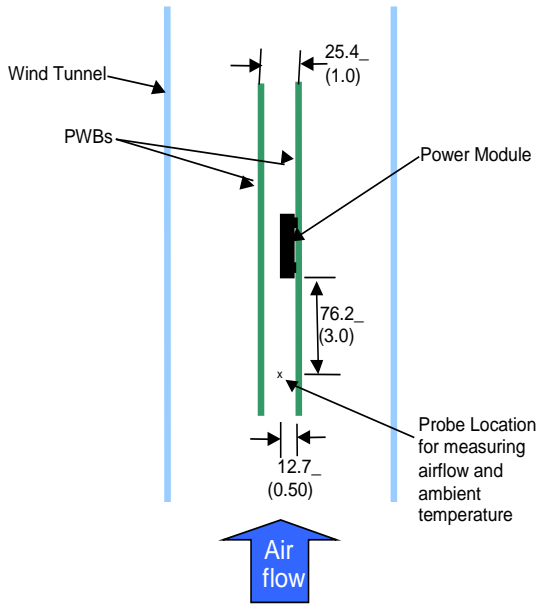 25.4_
(1.0)
Wind Tunnel
PWBs
Power Module
76.2_
(3.0)
x
Probe Location
for measuring
airflow and
ambient
temperature
12.7_
(0.50)
Air
flow